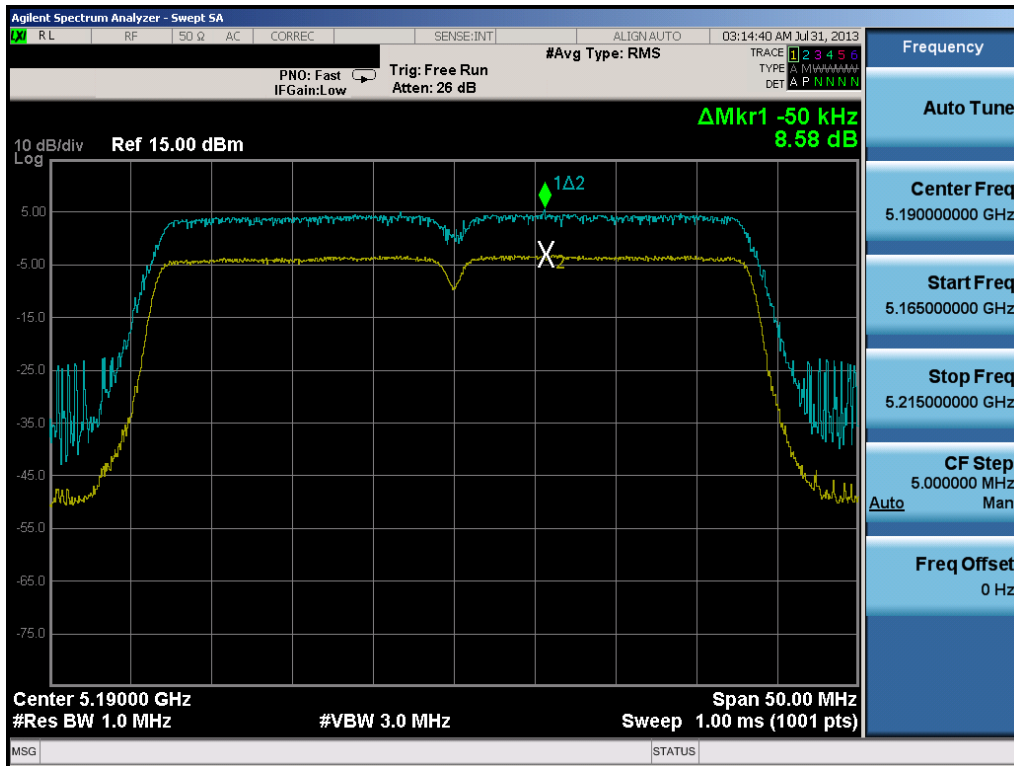 Agilent Spectrum Analyzer - Swept SA
LXI RL RF 50 Ω AC CORREC SENSE:INT ALIGN AUTO 03:14:40 AM Jul 31, 2013
#Avg Type: RMS
TRACE 1 2 3 4 5 6
PNO: Fast Trig: Free Run
TYPE A M W W W W
IFGain:Low Atten: 26 dB
DET A P N N N N
ΔMkr1 -50 kHz
8.58 dB
10 dB/div Ref 15.00 dBm
Log
1Δ2
5.00
X2
-5.00
-15.0
-25.0
-35.0
-45.0
-55.0
-65.0
-75.0
Center 5.19000 GHz Span 50.00 MHz
#Res BW 1.0 MHz #VBW 3.0 MHz Sweep 1.00 ms (1001 pts)
MSG STATUS
Frequency
Auto Tune
Center Freq
5.190000000 GHz
Start Freq
5.165000000 GHz
Stop Freq
5.215000000 GHz
CF Step
5.000000 MHz
Auto Man
Freq Offset
0 Hz